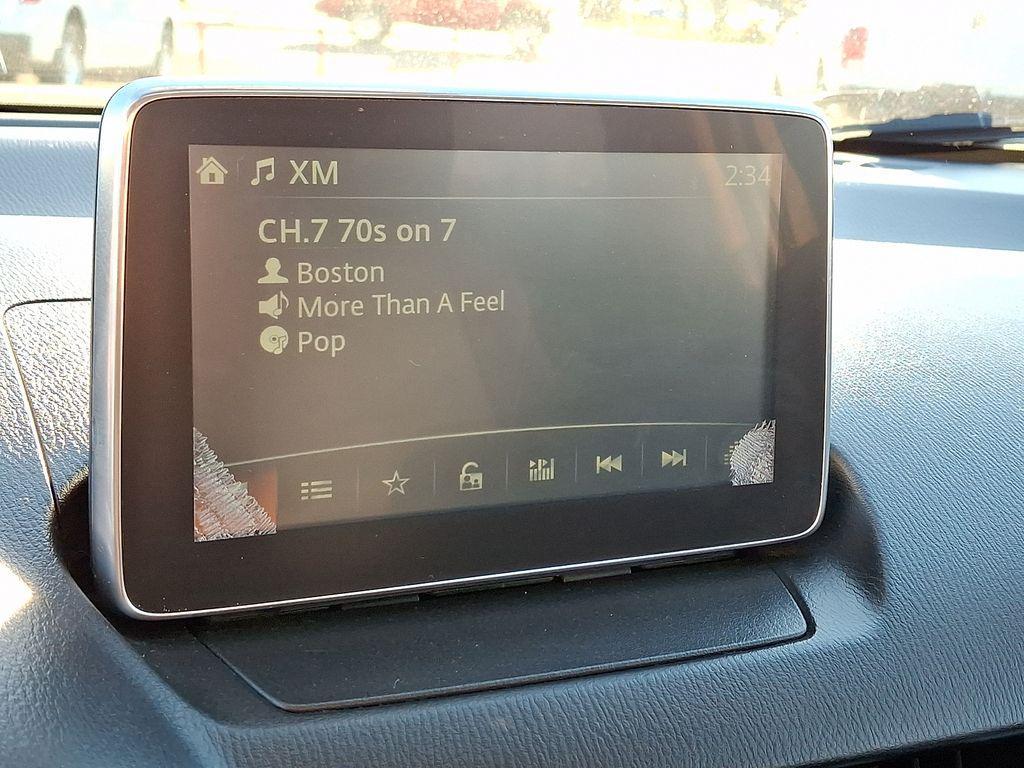 XM 2:34
CH.7 70s on 7
Boston
More Than A Feel
Pop